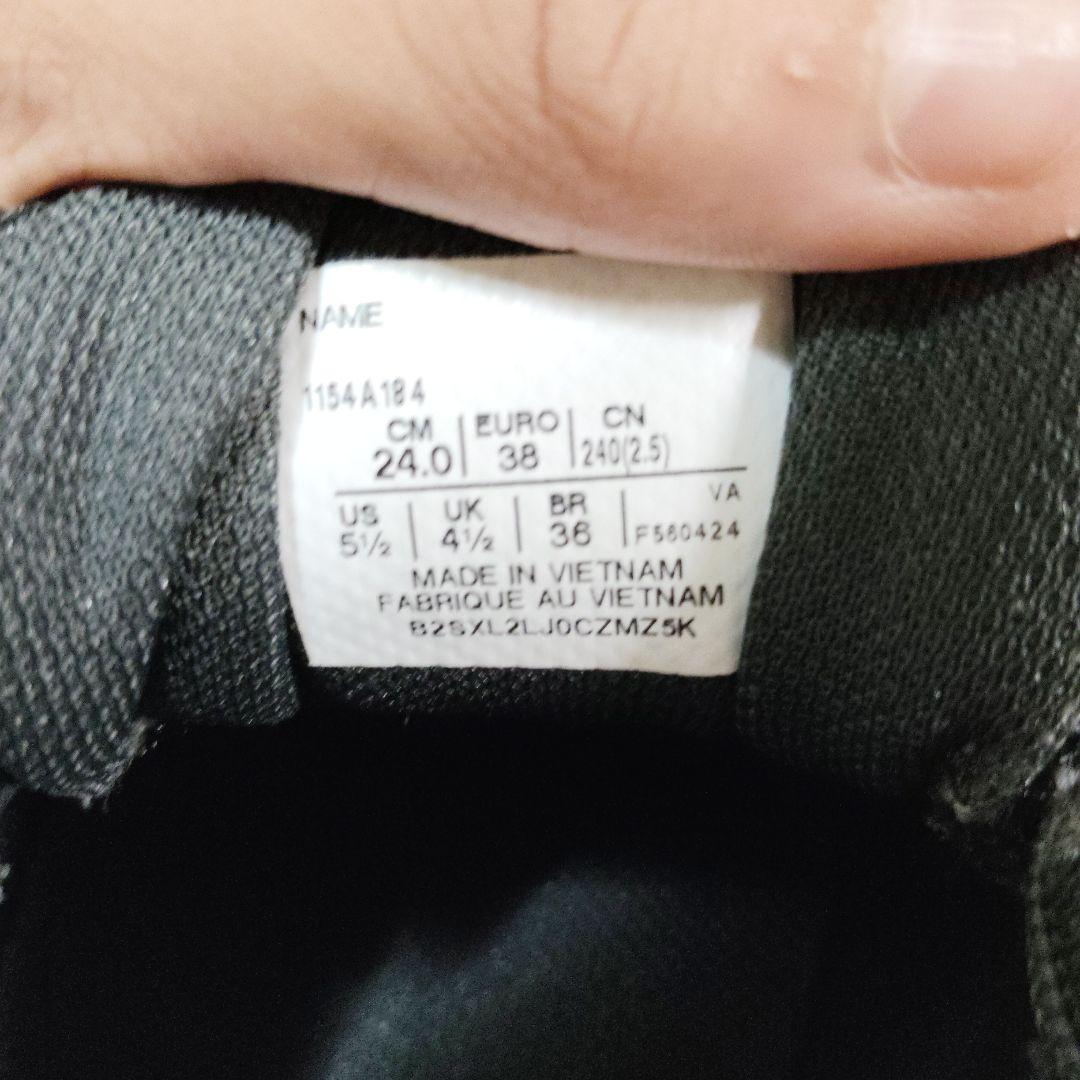 NAME
1154A184
CM EURO CN
24.0 38 240(2.5)
US UK BR VA
5½ 4½ 36 F560424
MADE IN VIETNAM
FABRIQUE AU VIETNAM
B2SXL2LJ0CZMZ5K